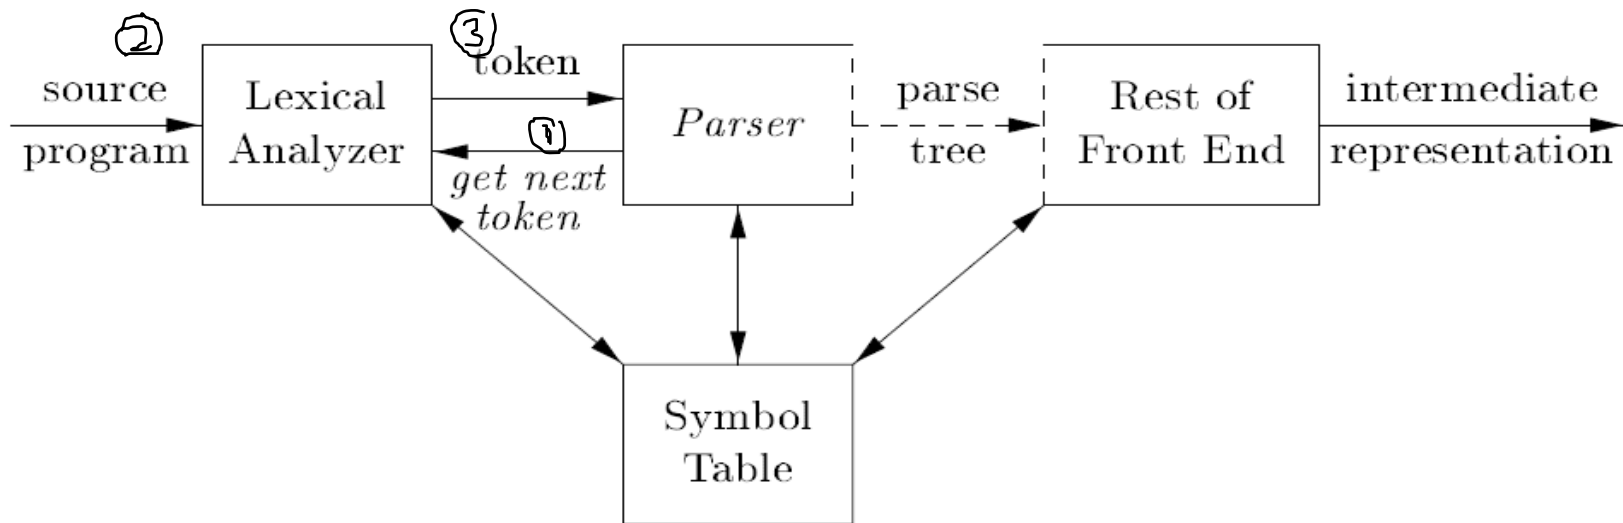 ②
③
source
program
Lexical
Analyzer
token
①
get next
token
Parser
parse
tree
Rest of
Front End
intermediate
representation
Symbol
Table